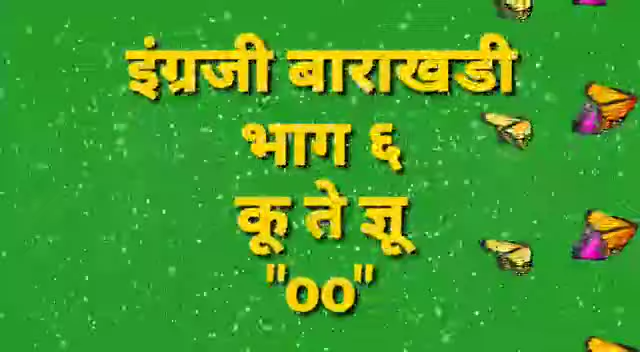 इंग्रजी बाराखडी
भाग ६
कू ते ज्ञू
"oo"